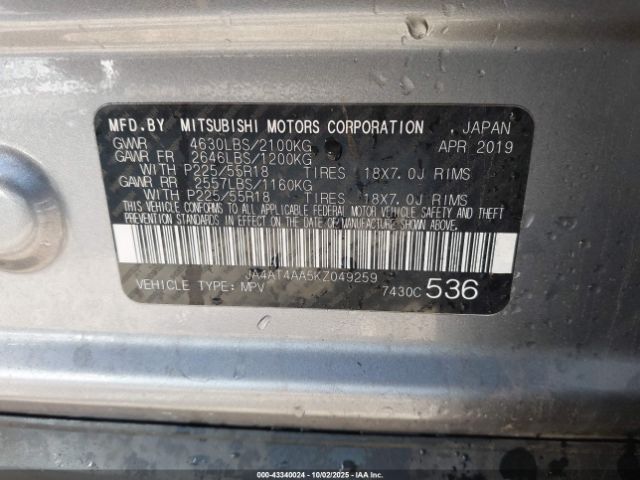 MFD.BY MITSUBISHI MOTORS CORPORATION , JAPAN
GVWR 4630LBS/2100KG APR 2019
GAWR FR 2646LBS/1200KG
WITH P225/55R18 TIRES 18X7.0J RIMS
GAWR RR 2557LBS/1160KG
WITH P225/55R18 TIRES 18X7.0J RIMS
THIS VEHICLE CONFORMS TO ALL APPLICABLE FEDERAL MOTOR VEHICLE SAFETY AND THEFT
PREVENTION STANDARDS IN EFFECT ON THE DATE OF MANUFACTURE SHOWN ABOVE.
JA4AT4AA5KZ049259
VEHICLE TYPE: MPV 7430C 536
000-43340024 | 10/02/2025 | IAAI.com